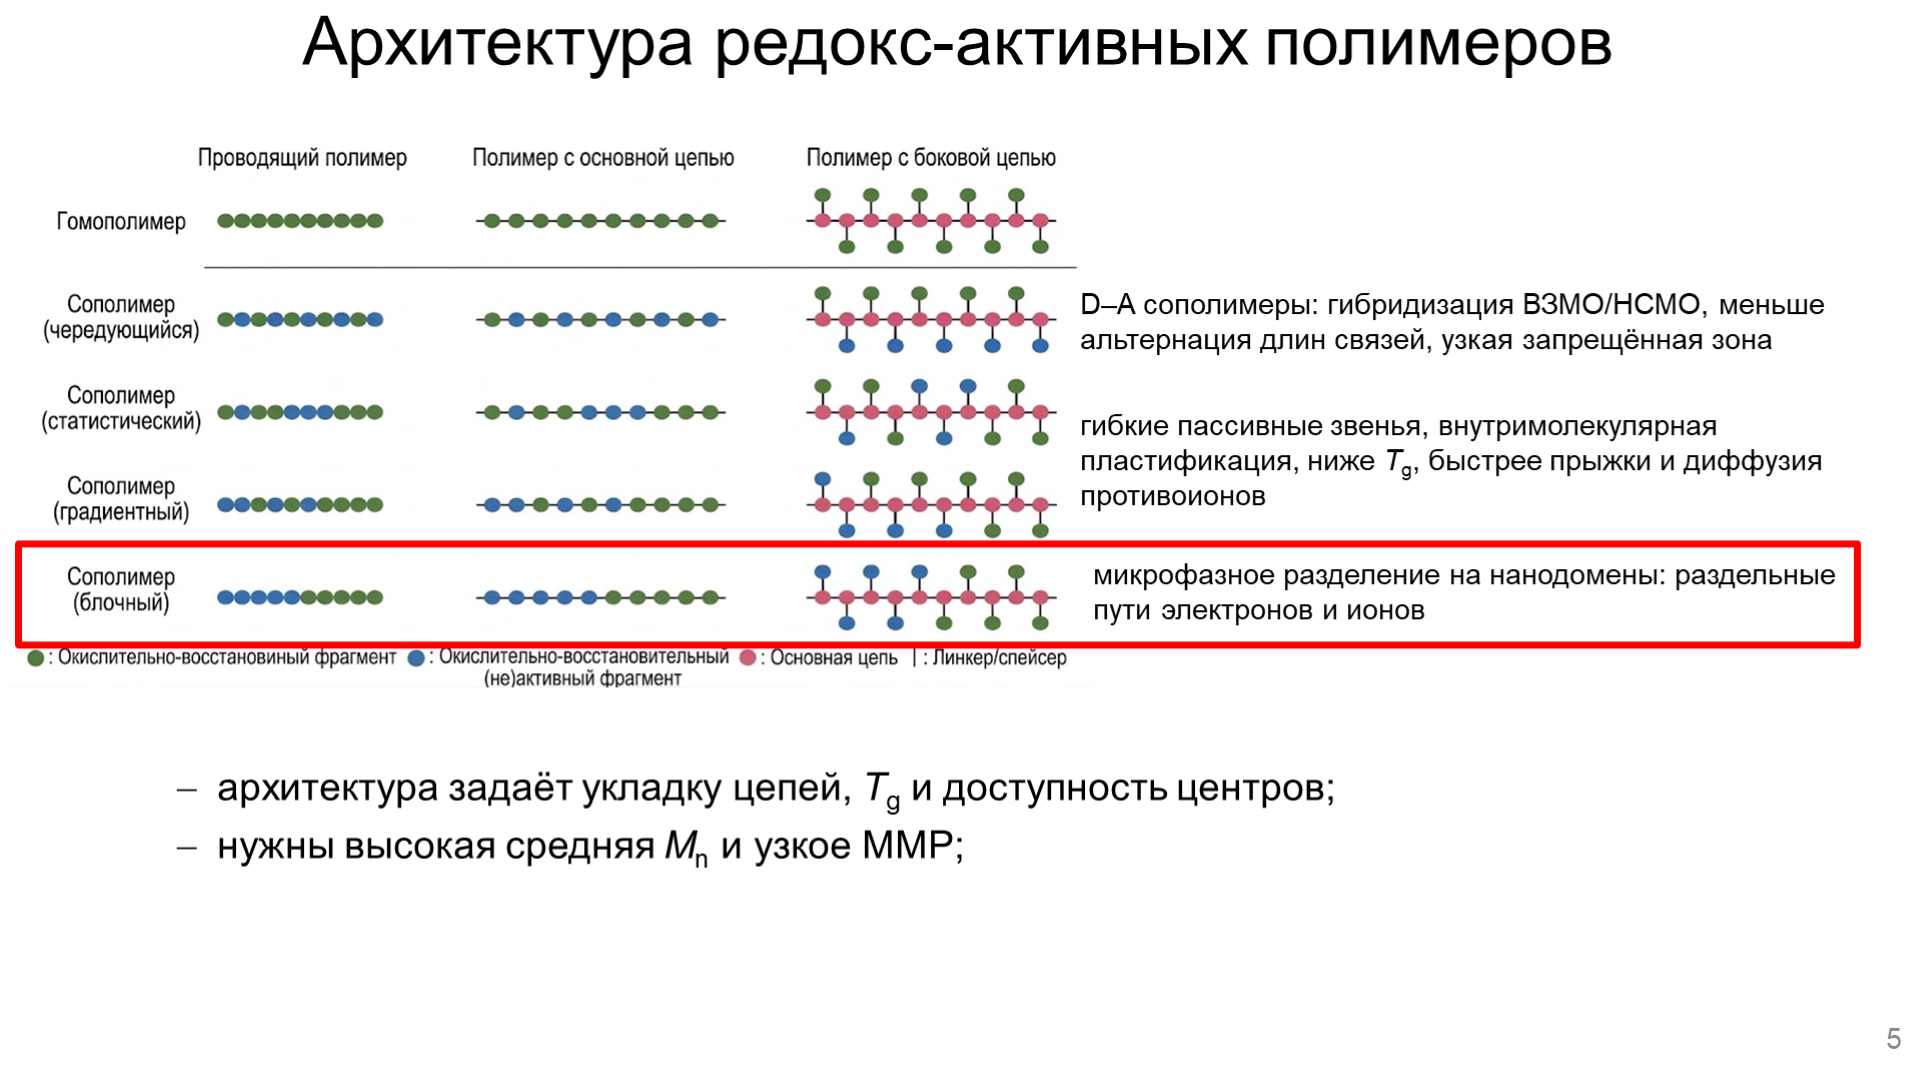 Архитектура редокс-активных полимеров
Проводящий полимер
Полимер с основной цепью
Полимер с боковой цепью
Гомополимер
Сополимер
(чередующийся)
D–A сополимеры: гибридизация ВЗМО/НСМО, меньше
альтернация длин связей, узкая запрещённая зона
Сополимер
(статистический)
гибкие пассивные звенья, внутримолекулярная
пластификация, ниже Tg, быстрее прыжки и диффузия
противоионов
Сополимер
(градиентный)
Сополимер
(блочный)
микрофазное разделение на нанодомены: раздельные
пути электронов и ионов
: Окислительно-восстановиный фрагмент
: Окислительно-восстановительный
(не)активный фрагмент
: Основная цепь
: Линкер/спейсер
– архитектура задаёт укладку цепей, Tg и доступность центров;
– нужны высокая средняя Mn и узкое ММР;
5